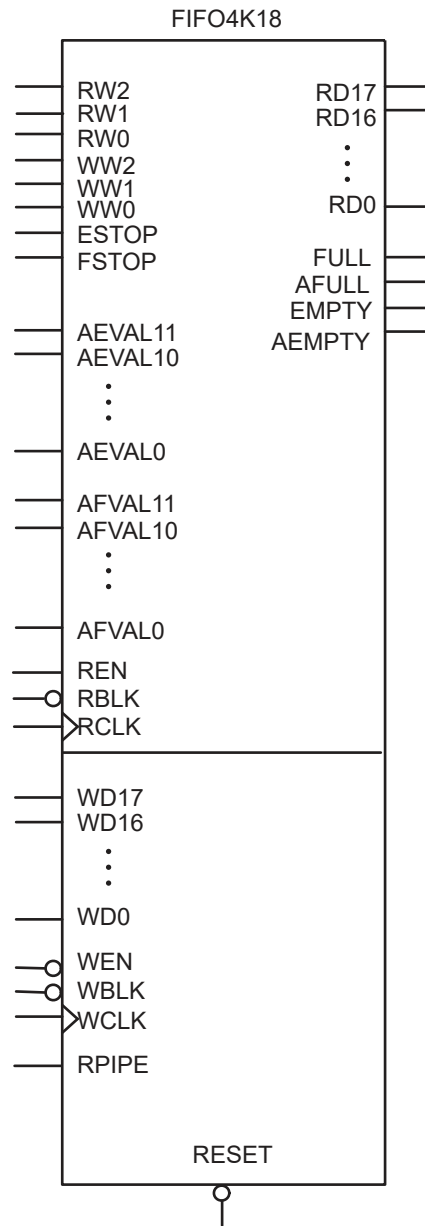 FIFO4K18
RW2
RW1
RW0
WW2
WW1
WW0
ESTOP
FSTOP
AEVAL11
AEVAL10
AEVAL0
AFVAL11
AFVAL10
AFVAL0
REN
RBLK
RCLK
RD17
RD16
RD0
FULL
AFULL
EMPTY
AEMPTY
WD17
WD16
WD0
WEN
WBLK
WCLK
RPIPE
RESET